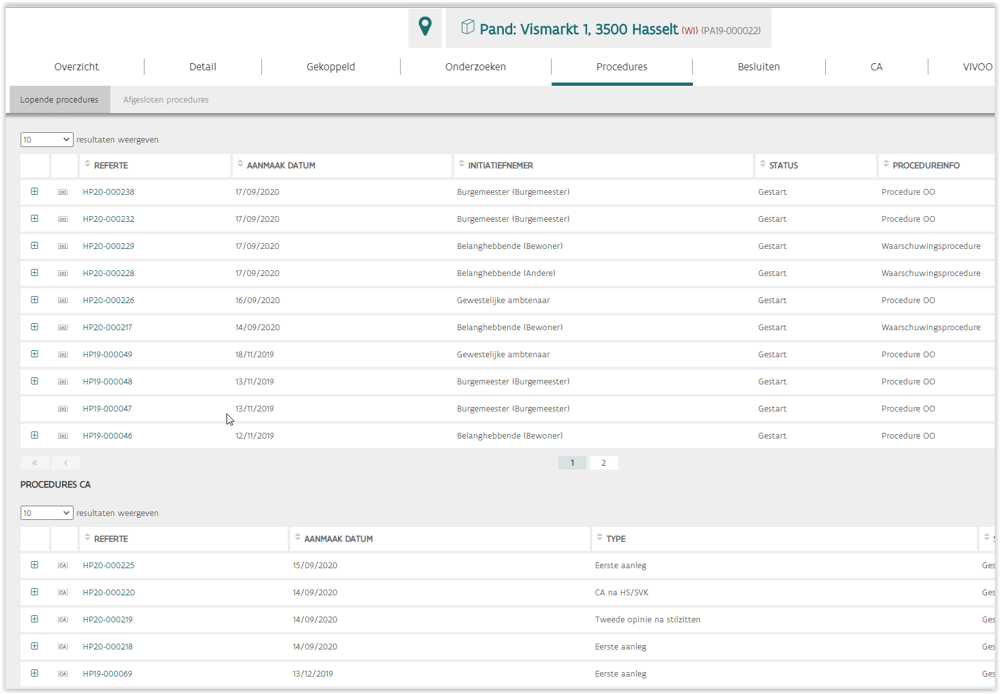 Pand: Vismarkt 1, 3500 Hasselt (WI) (PA19-000022)
Overzicht Detail Gekoppeld Onderzoeken Procedures Besluiten CA VIVOO
Lopende procedures Afgesloten procedures
10 resultaten weergeven
REFERTE AANMAAK DATUM INITIATIEFNEMER STATUS PROCEDUREINFO
OO HP20-000238 17/09/2020 Burgemeester (Burgemeester) Gestart Procedure OO
OO HP20-000232 17/09/2020 Burgemeester (Burgemeester) Gestart Procedure OO
OO HP20-000229 17/09/2020 Belanghebbende (Bewoner) Gestart Waarschuwingsprocedure
OO HP20-000228 17/09/2020 Belanghebbende (Andere) Gestart Waarschuwingsprocedure
OO HP20-000226 16/09/2020 Gewestelijke ambtenaar Gestart Procedure OO
OO HP20-000217 14/09/2020 Belanghebbende (Bewoner) Gestart Waarschuwingsprocedure
OO HP19-000049 18/11/2019 Gewestelijke ambtenaar Gestart Procedure OO
OO HP19-000048 13/11/2019 Burgemeester (Burgemeester) Gestart Procedure OO
OO HP19-000047 13/11/2019 Burgemeester (Burgemeester) Gestart Procedure OO
OO HP19-000046 12/11/2019 Belanghebbende (Bewoner) Gestart Procedure OO
« ‹ 1 2
PROCEDURES CA
10 resultaten weergeven
REFERTE AANMAAK DATUM TYPE
CA HP20-000225 15/09/2020 Eerste aanleg Ges
CA HP20-000220 14/09/2020 CA na HS/SVK Ges
CA HP20-000219 14/09/2020 Tweede opinie na stilzitten Ges
CA HP20-000218 14/09/2020 Eerste aanleg Ges
CA HP19-000069 13/12/2019 Eerste aanleg Ges